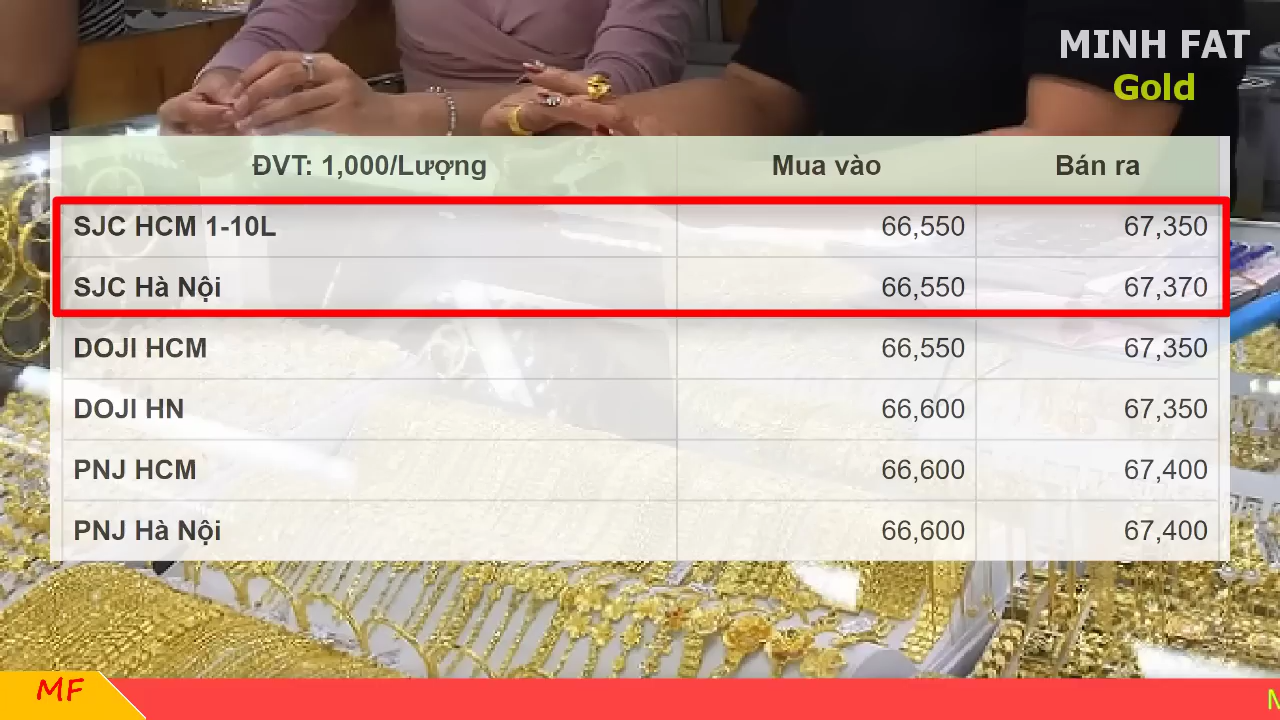 MINH FAT
Gold
ĐVT: 1,000/Lượng Mua vào Bán ra
SJC HCM 1-10L 66,550 67,350
SJC Hà Nội 66,550 67,370
DOJI HCM 66,550 67,350
DOJI HN 66,600 67,350
PNJ HCM 66,600 67,400
PNJ Hà Nội 66,600 67,400
MF